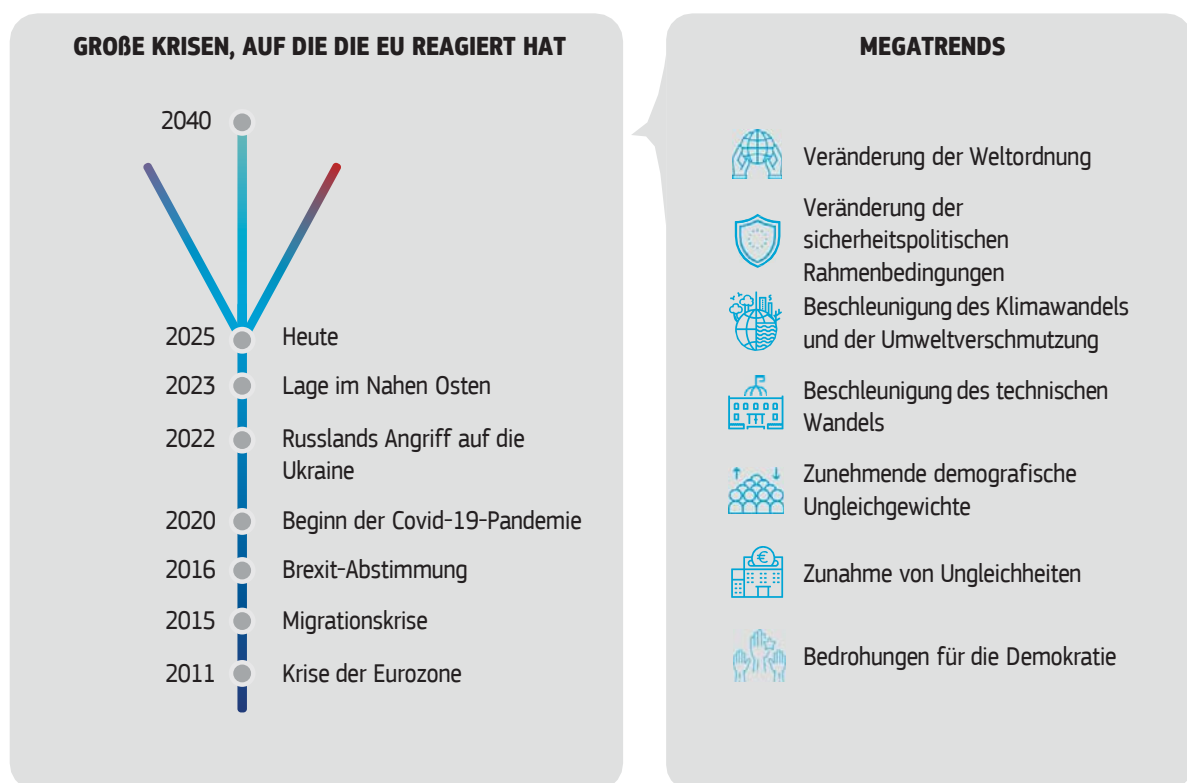 GROßE KRISEN, AUF DIE DIE EU REAGIERT HAT
2040
2025 Heute
2023 Lage im Nahen Osten
2022 Russlands Angriff auf die
Ukraine
2020 Beginn der Covid-19-Pandemie
2016 Brexit-Abstimmung
2015 Migrationskrise
2011 Krise der Eurozone
MEGATRENDS
Veränderung der Weltordnung
Veränderung der
sicherheitspolitischen
Rahmenbedingungen
Beschleunigung des Klimawandels
und der Umweltverschmutzung
Beschleunigung des technischen
Wandels
Zunehmende demografische
Ungleichgewichte
€
Zunahme von Ungleichheiten
Bedrohungen für die Demokratie